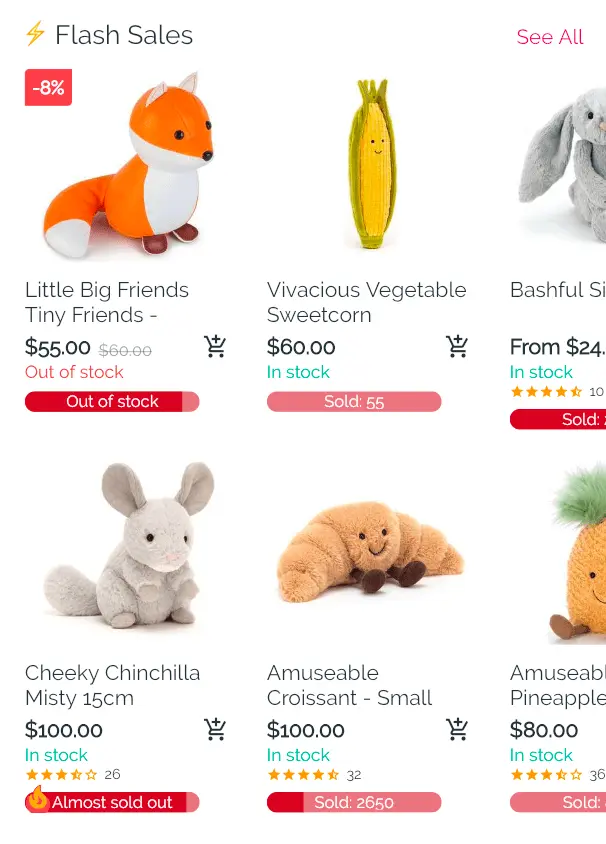 Flash Sales
See All
-8%
Little Big Friends
Tiny Friends -
$55.00 $60.00
Out of stock
Out of stock
Vivacious Vegetable
Sweetcorn
$60.00
In stock
Sold: 55
Bashful Si
From $24.
In stock
10
Sold:
Cheeky Chinchilla
Misty 15cm
$100.00
In stock
26
Almost sold out
Amuseable
Croissant - Small
$100.00
In stock
32
Sold: 2650
Amuseabl
Pineapple
$80.00
In stock
36
Sold: